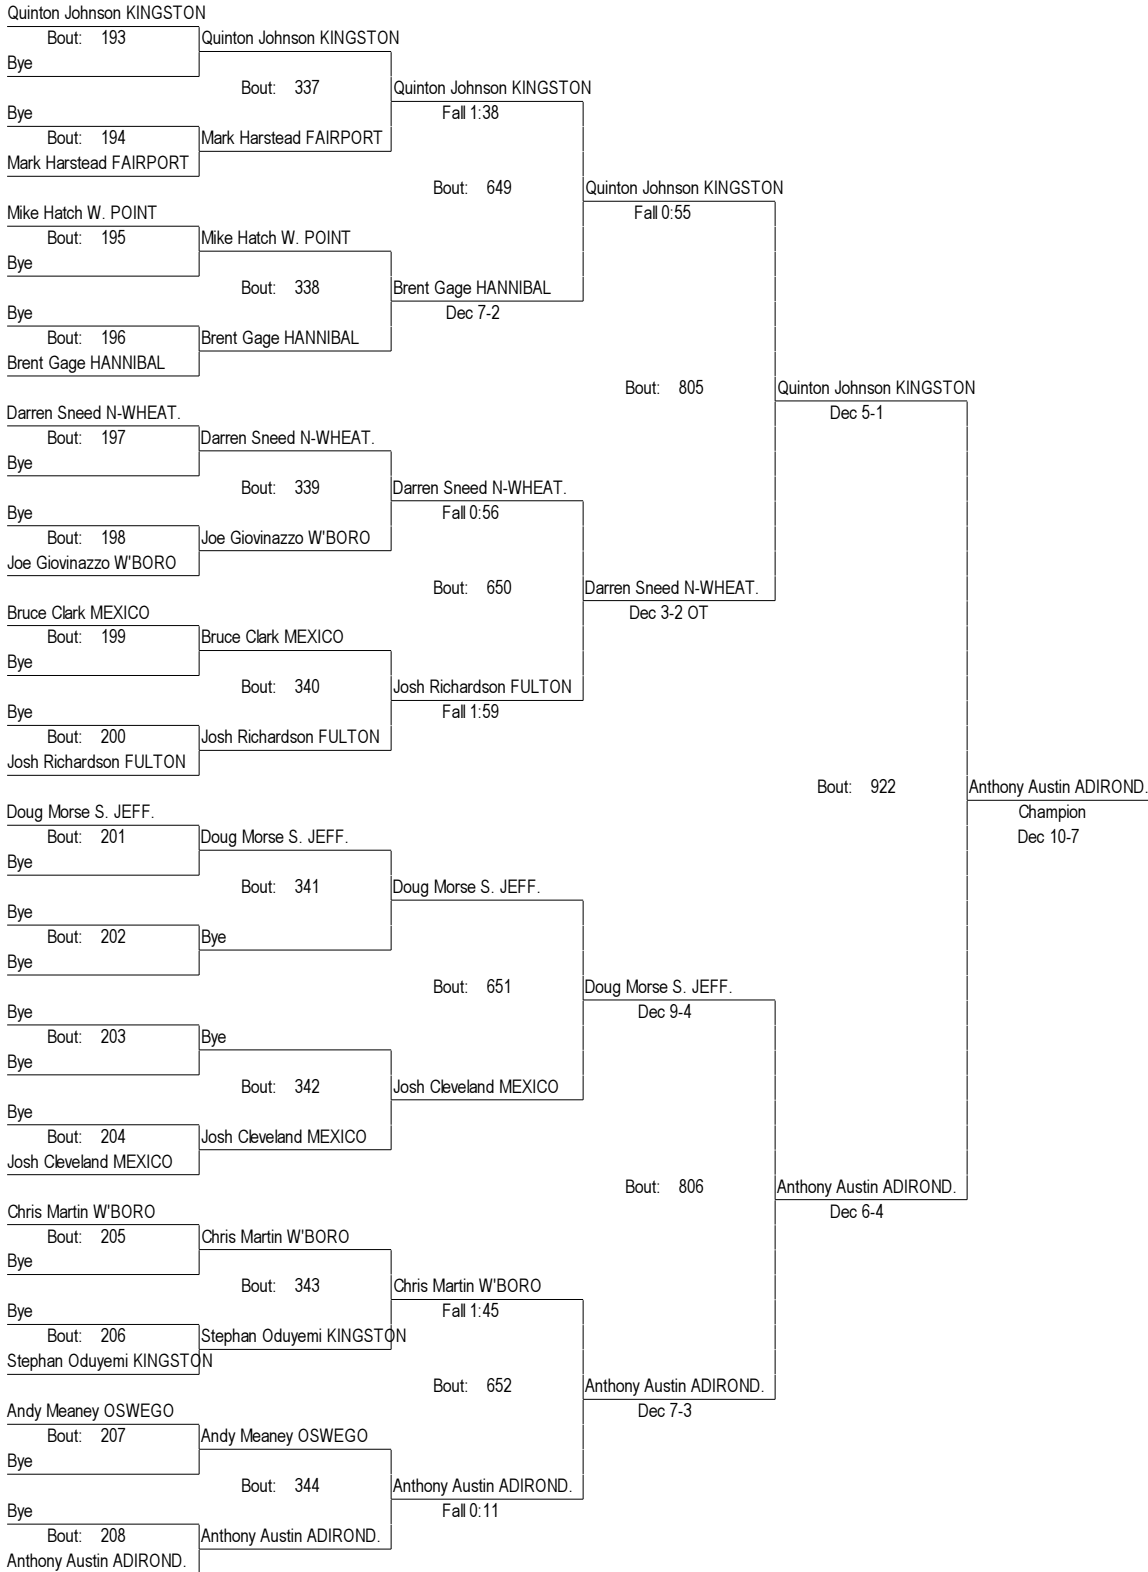 Quinton Johnson KINGSTON
Bout: 193 Quinton Johnson KINGSTON
Bye
Bout: 337 Quinton Johnson KINGSTON
Bye Fall 1:38
Bout: 194 Mark Harstead FAIRPORT
Mark Harstead FAIRPORT
Bout: 649 Quinton Johnson KINGSTON
Mike Hatch W. POINT Fall 0:55
Bout: 195 Mike Hatch W. POINT
Bye
Bout: 338 Brent Gage HANNIBAL
Bye Dec 7-2
Bout: 196 Brent Gage HANNIBAL
Brent Gage HANNIBAL
Bout: 805 Quinton Johnson KINGSTON
Darren Sneed N-WHEAT. Dec 5-1
Bout: 197 Darren Sneed N-WHEAT.
Bye
Bout: 339 Darren Sneed N-WHEAT.
Bye Fall 0:56
Bout: 198 Joe Giovinazzo W'BORO
Joe Giovinazzo W'BORO
Bout: 650 Darren Sneed N-WHEAT.
Bruce Clark MEXICO Dec 3-2 OT
Bout: 199 Bruce Clark MEXICO
Bye
Bout: 340 Josh Richardson FULTON
Bye Fall 1:59
Bout: 200 Josh Richardson FULTON
Josh Richardson FULTON
Bout: 922 Anthony Austin ADIROND.
Doug Morse S. JEFF. Champion
Bout: 201 Doug Morse S. JEFF. Dec 10-7
Bye
Bout: 341 Doug Morse S. JEFF.
Bye
Bout: 202 Bye
Bye
Bout: 651 Doug Morse S. JEFF.
Bye Dec 9-4
Bout: 203 Bye
Bye
Bout: 342 Josh Cleveland MEXICO
Bye
Bout: 204 Josh Cleveland MEXICO
Josh Cleveland MEXICO
Bout: 806 Anthony Austin ADIROND.
Chris Martin W'BORO Dec 6-4
Bout: 205 Chris Martin W'BORO
Bye
Bout: 343 Chris Martin W'BORO
Bye Fall 1:45
Bout: 206 Stephan Oduyemi KINGSTON
Stephan Oduyemi KINGSTON
Bout: 652 Anthony Austin ADIROND.
Andy Meaney OSWEGO Dec 7-3
Bout: 207 Andy Meaney OSWEGO
Bye
Bout: 344 Anthony Austin ADIROND.
Bye Fall 0:11
Bout: 208 Anthony Austin ADIROND.
Anthony Austin ADIROND.